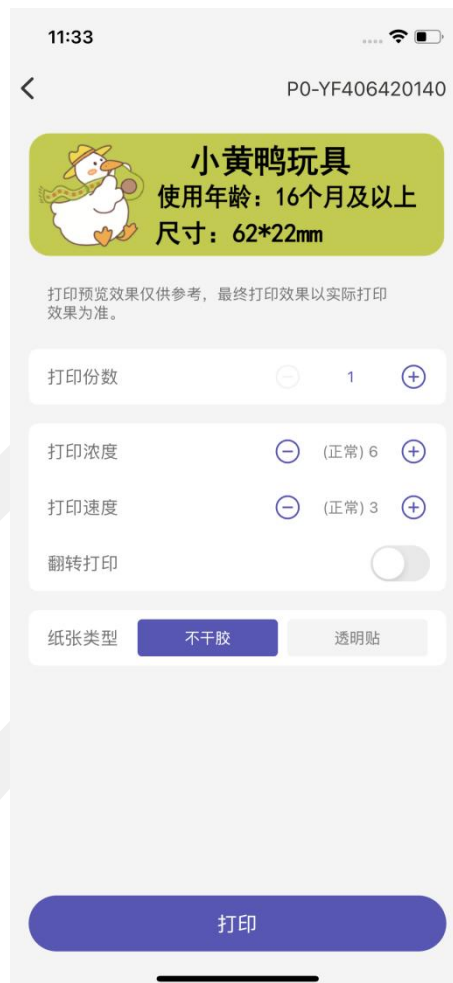 11:33
P0-YF406420140
小黄鸭玩具
使用年龄：16个月及以上
尺寸：62*22mm
打印预览效果仅供参考，最终打印效果以实际打印
效果为准。
打印份数 1
打印浓度 (正常) 6
打印速度 (正常) 3
翻转打印
纸张类型 不干胶 透明贴
打印